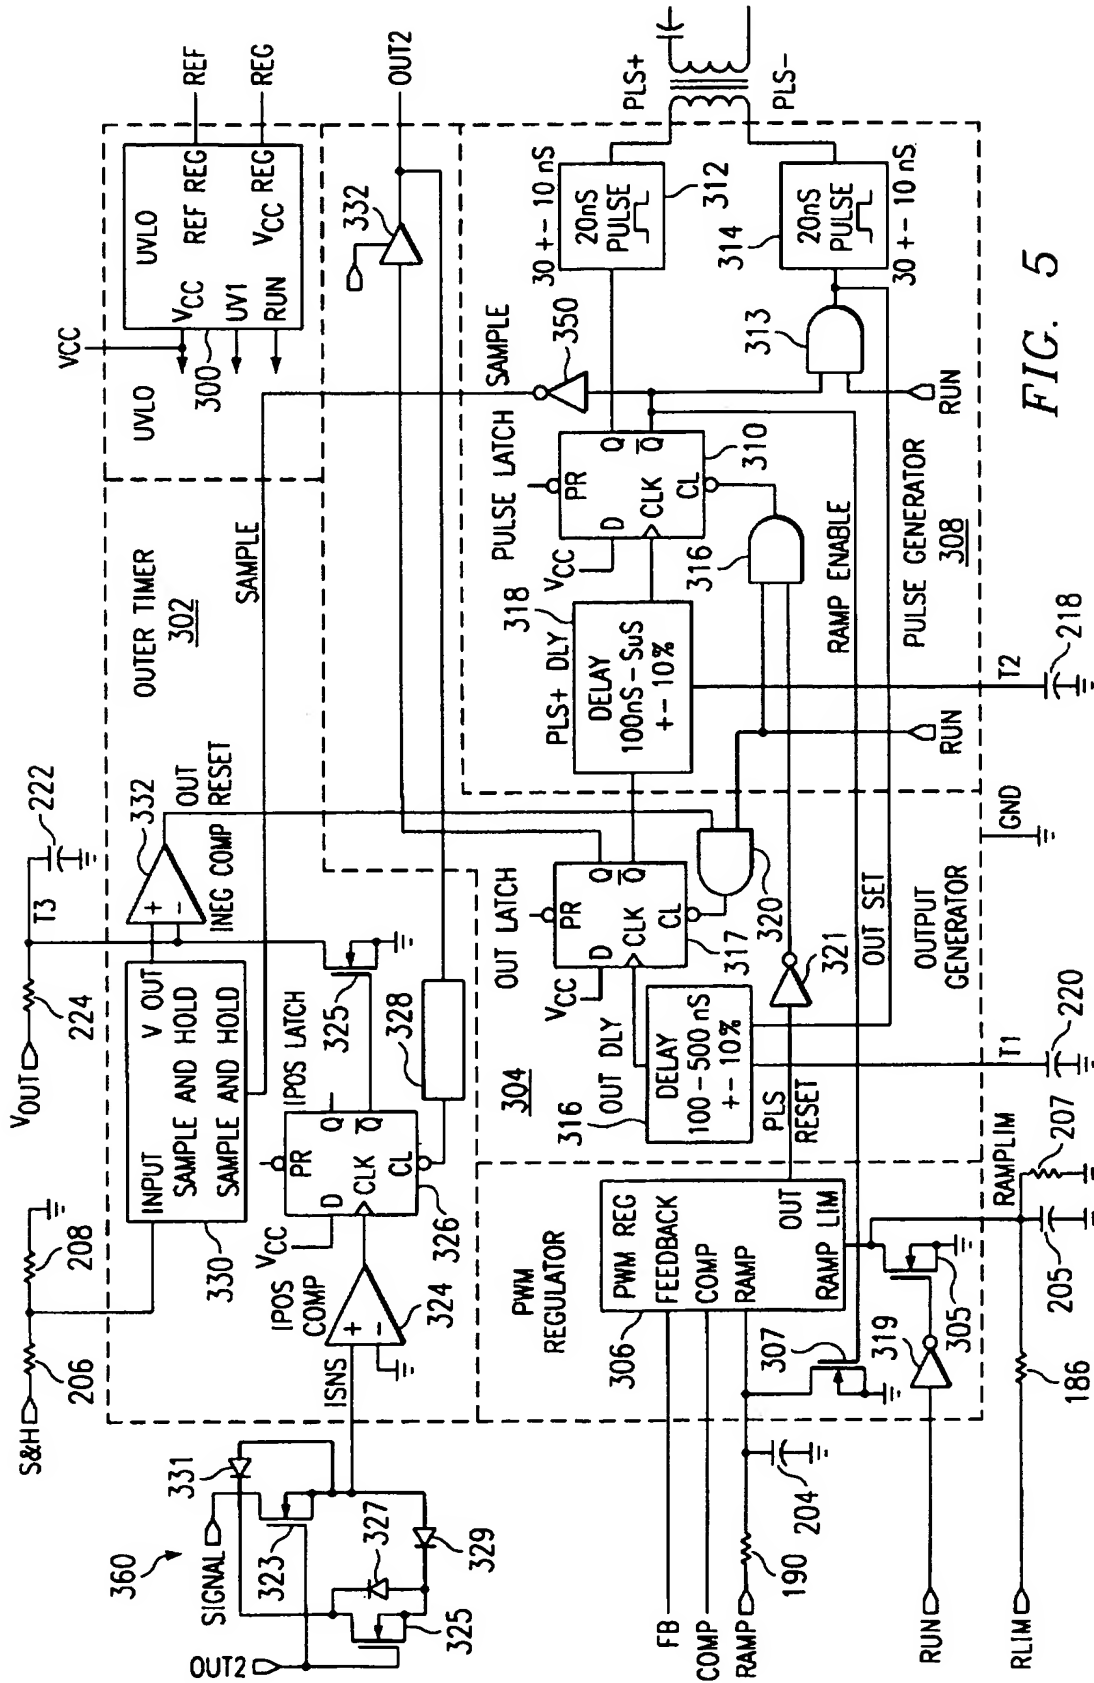 360
SIGNAL
OUT2
323
331
327
329
325
S&H
206
208
VOUT
224
T3
222
OUTER TIMER
302
INPUT
V OUT
SAMPLE AND HOLD
SAMPLE AND HOLD
330
332
+
−
OUT
RESET
INEG COMP RESET
SAMPLE
ISNS
IPOS
COMP
+
−
324
VCC
D
PR
CLK
CL
Q
Q
IPOS LATCH
326
325
328
UVLO
VCC
UVLO
VCC
UV1
RUN
REF REG
VCC REG
300
REF
REG
332
OUT2
304
OUT LATCH
VCC
D
PR
CLK
CL
Q
Q
317
320
OUT DLY
DELAY
100−500 nS
+−10%
316
321
PLS
RESET
OUT SET
OUTPUT
GENERATOR
T1
220
GND
PULSE LATCH
SAMPLE
350
VCC
D
PR
CLK
CL
Q
Q
310
316
318
PLS+ DLY
DELAY
100nS−SuS
+−10%
RAMP ENABLE
PULSE GENERATOR
308
T2
218
RUN
RUN
313
20nS
PULSE
30 +−10 nS
312
20nS
PULSE
30 +−10 nS
314
PLS+
PLS−
PWM
REGULATOR
306
PWM REG
FEEDBACK
COMP
RAMP
OUT
RAMP LIM
307
319
305
FB
COMP
RAMP
190
204
RUN
RLIM
186
205
RAMPLIM
207
FIG. 5